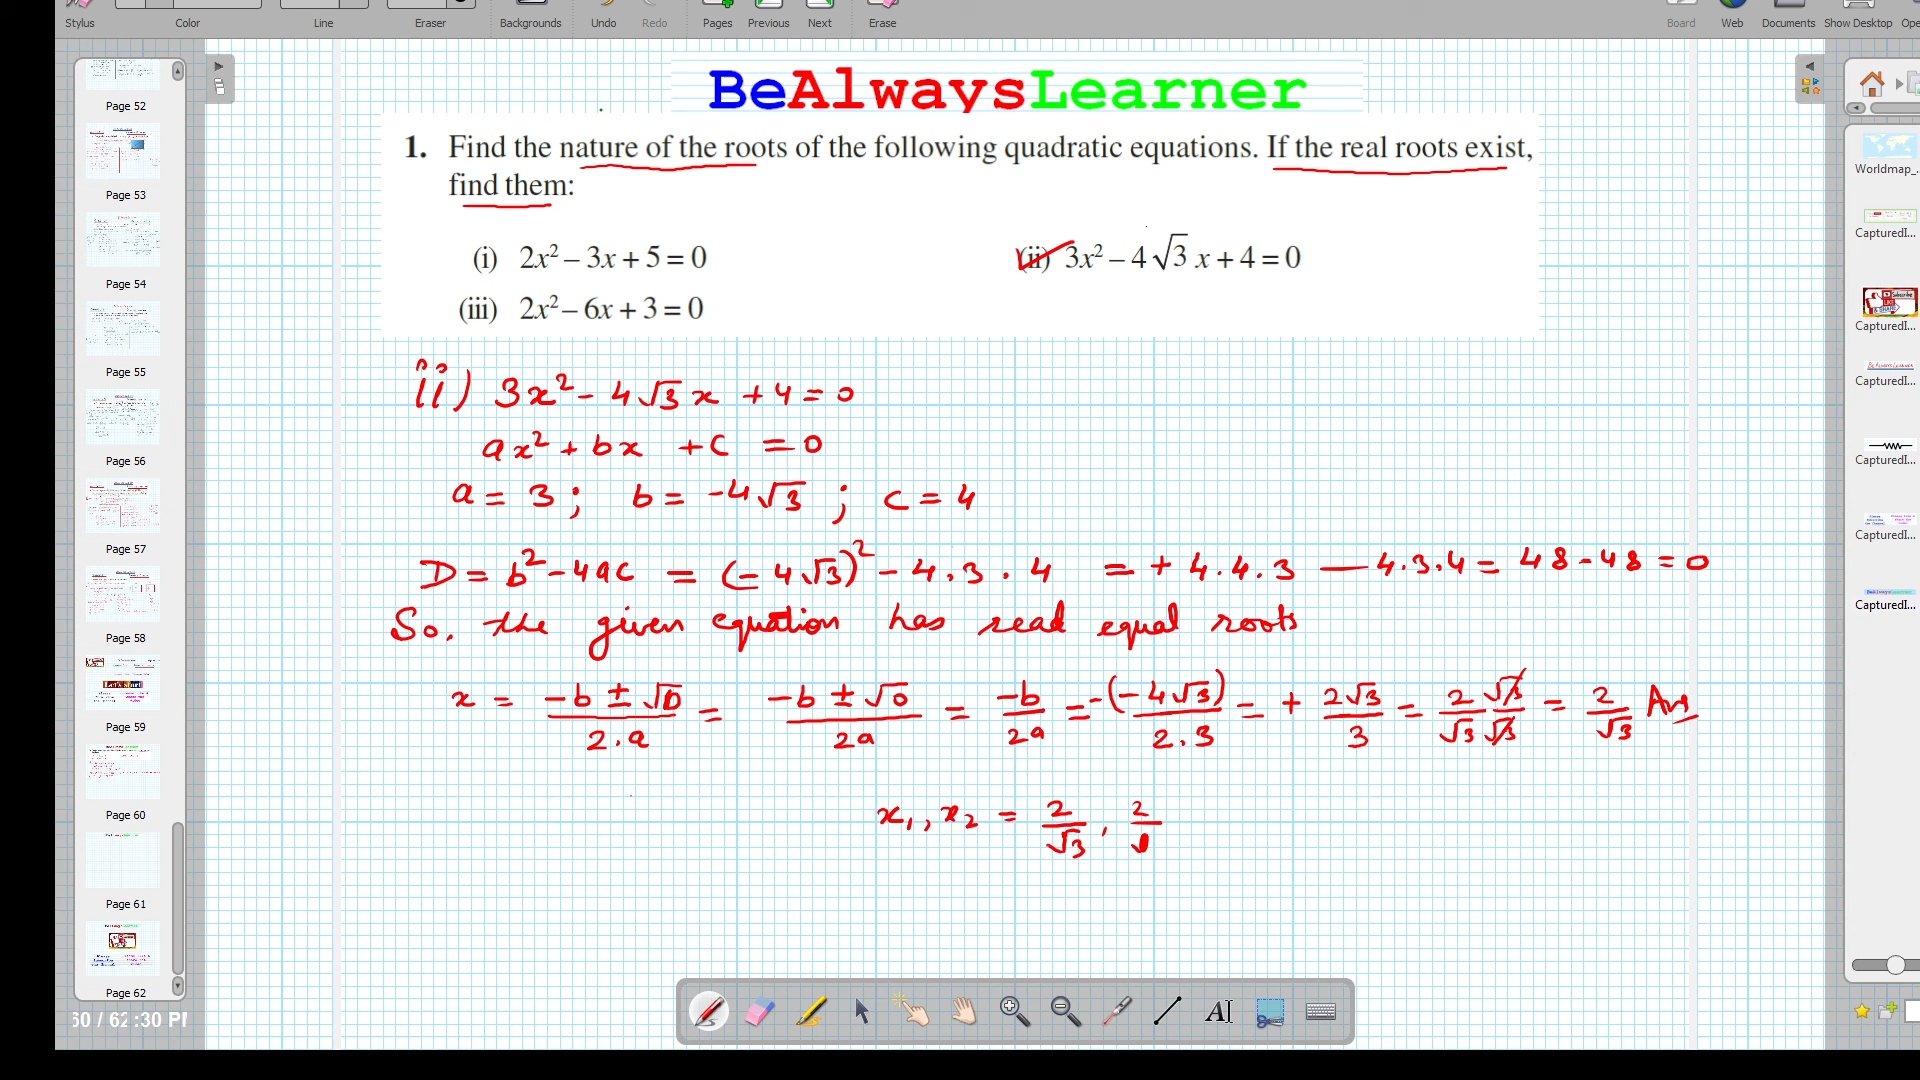 Stylus Color Line Eraser Backgrounds Undo Redo Pages Previous Next Erase Board Web Documents Show Desktop
BeAlwaysLearner
1. Find the nature of the roots of the following quadratic equations. If the real roots exist,
find them:
(i) 2x² – 3x + 5 = 0
(ii) 3x² – 4√3 x + 4 = 0
(iii) 2x² – 6x + 3 = 0
ii) 3x² - 4√3x + 4 = 0
ax² + bx + c = 0
a = 3 ; b = -4√3 ; c = 4
D = b² - 4ac = (-4√3)² - 4.3.4 = + 4.4.3 — 4.3.4 = 48 - 48 = 0
So, the given equation has real equal roots
x = -b ± √D / 2.a = -b ± √0 / 2a = -b / 2a = -(-4√3) / 2.3 = + 2√3 / 3 = 2√3 / √3√3 = 2/√3 Ans
x₁, x₂ = 2/√3, 2/√
Page 52
Page 53
Page 54
Page 55
Page 56
Page 57
Page 58
Page 59
Page 60
Page 61
Page 62
Worldmap_...
CapturedI...
CapturedI...
CapturedI...
CapturedI...
CapturedI...
CapturedI...